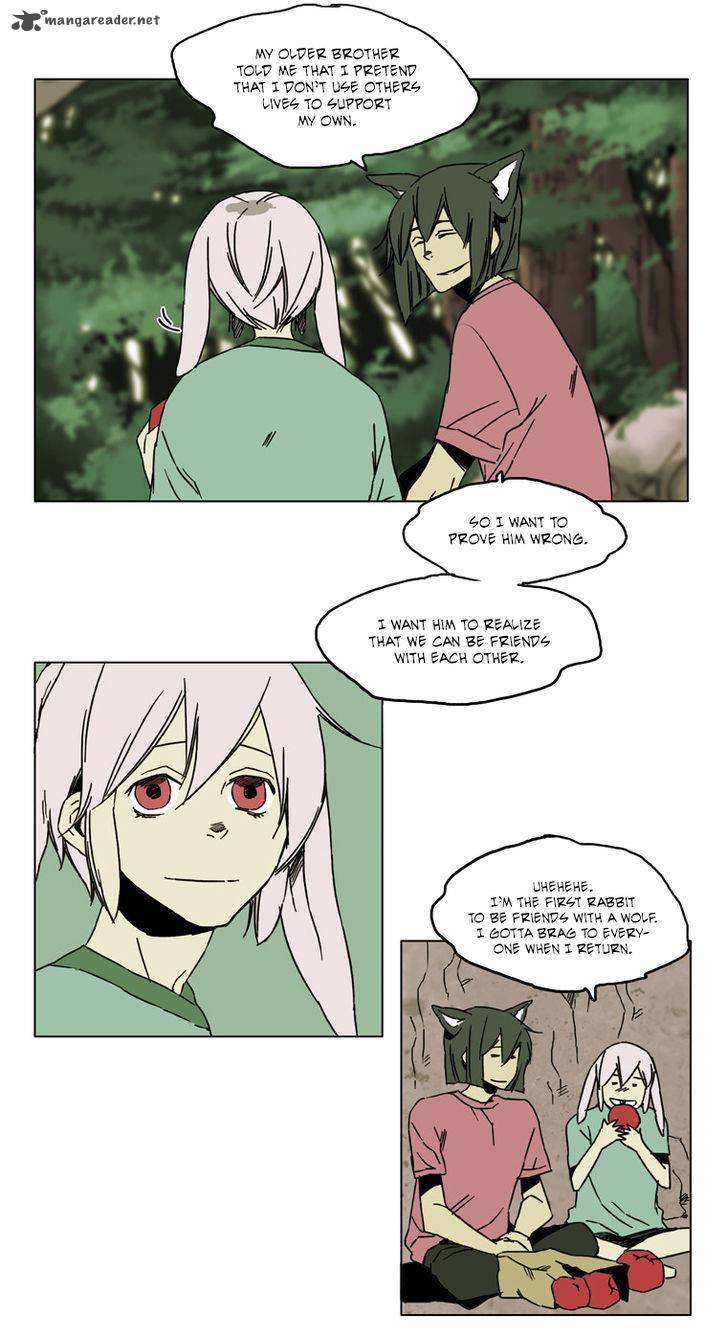 mangareader.net
MY OLDER BROTHER
TOLD ME THAT I PRETEND
THAT I DON'T USE OTHERS
LIVES TO SUPPORT
MY OWN.
SO I WANT TO
PROVE HIM WRONG.
I WANT HIM TO REALIZE
THAT WE CAN BE FRIENDS
WITH EACH OTHER.
UHEHEHE.
I'M THE FIRST RABBIT
TO BE FRIENDS WITH A WOLF.
I GOTTA BRAG TO EVERY-
ONE WHEN I RETURN.